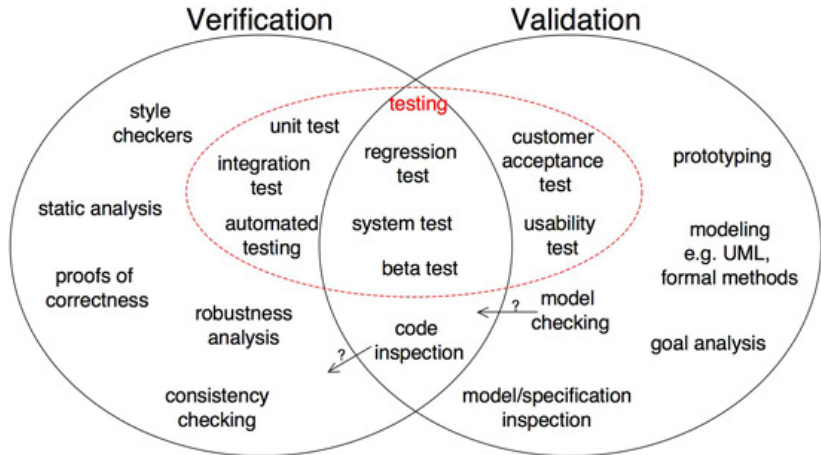 Verification
Validation
testing
style
checkers
unit test
integration
test
automated
testing
static analysis
proofs of
correctness
robustness
analysis
consistency
checking
regression
test
system test
beta test
code
inspection
?
?
customer
acceptance
test
usability
test
model
checking
model/specification
inspection
prototyping
modeling
e.g. UML,
formal methods
goal analysis